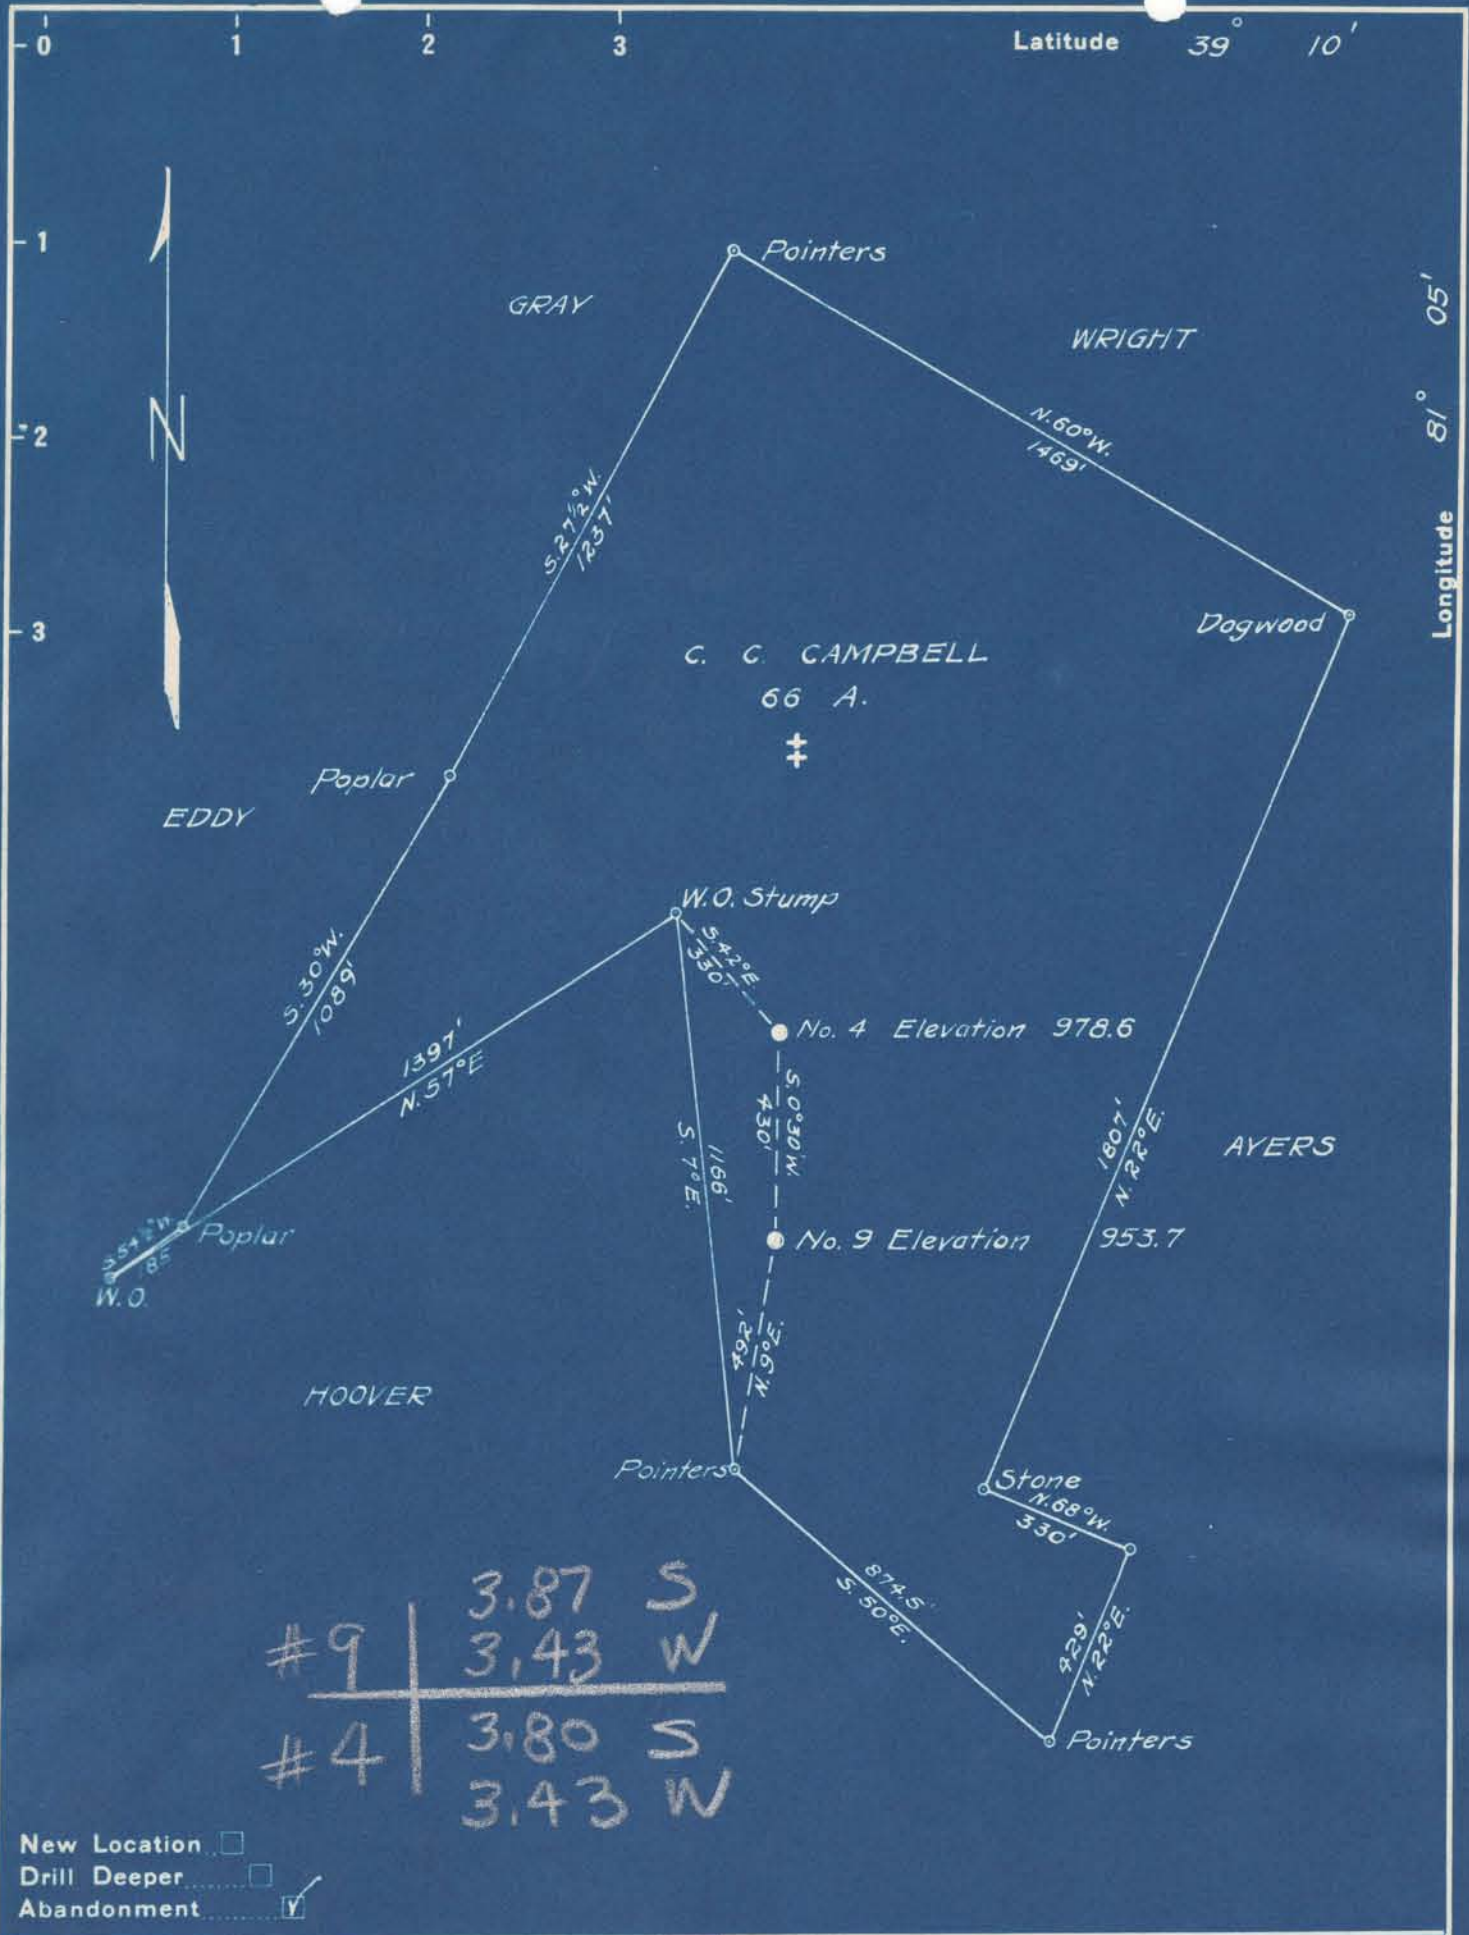 0 1 2 3 Latitude 39° 10'
1
2
3
Longitude 81° 05'
N
Pointers
GRAY
WRIGHT
N.60°W.
1469'
S.27½°W.
1237'
Dogwood
C. C. CAMPBELL
66 A.
Poplar
EDDY
W.O. Stump
S.42°E
330'
S.30°W.
1089'
No. 4 Elevation 978.6
1397'
N.57°E
S.0°30W.
430'
1166'
S. 7°E.
1807'
N.22°E.
AYERS
Poplar
S54½°W
185
W.O.
No. 9 Elevation 953.7
492'
N.9°E.
HOOVER
Pointers
Stone
N.68°W.
330'
874.5'
S.50°E.
429'
N.22°E.
Pointers
#9 3.87 S
3.43 W
#4 3.80 S
3.43 W
New Location
Drill Deeper
Abandonment